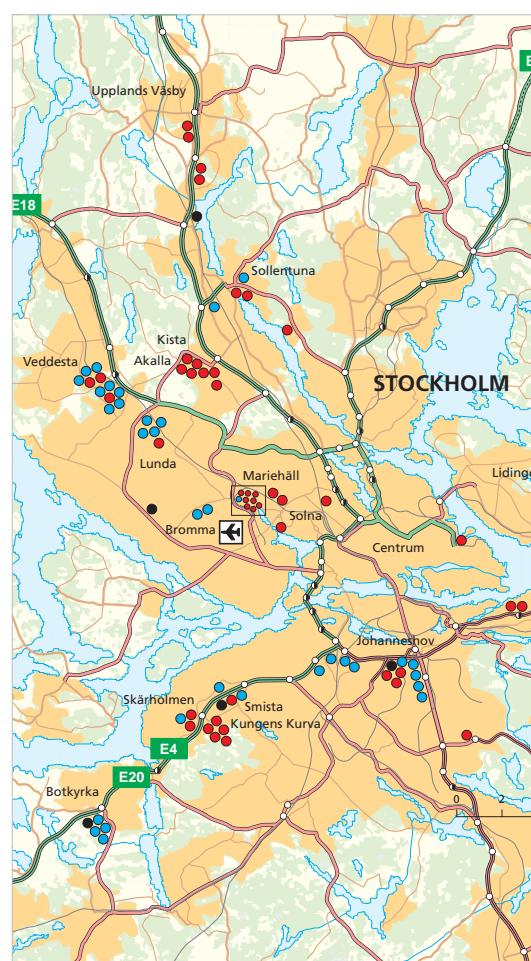 E
Upplands Väsby
E18
Sollentuna
Kista
Akalla
Veddesta
STOCKHOLM
Lunda
Mariehäll
Lidingö
Bromma
Solna
Centrum
Johanneshov
Skärholmen
Smista
Kungens Kurva
E4
E20
Botkyrka
0 2